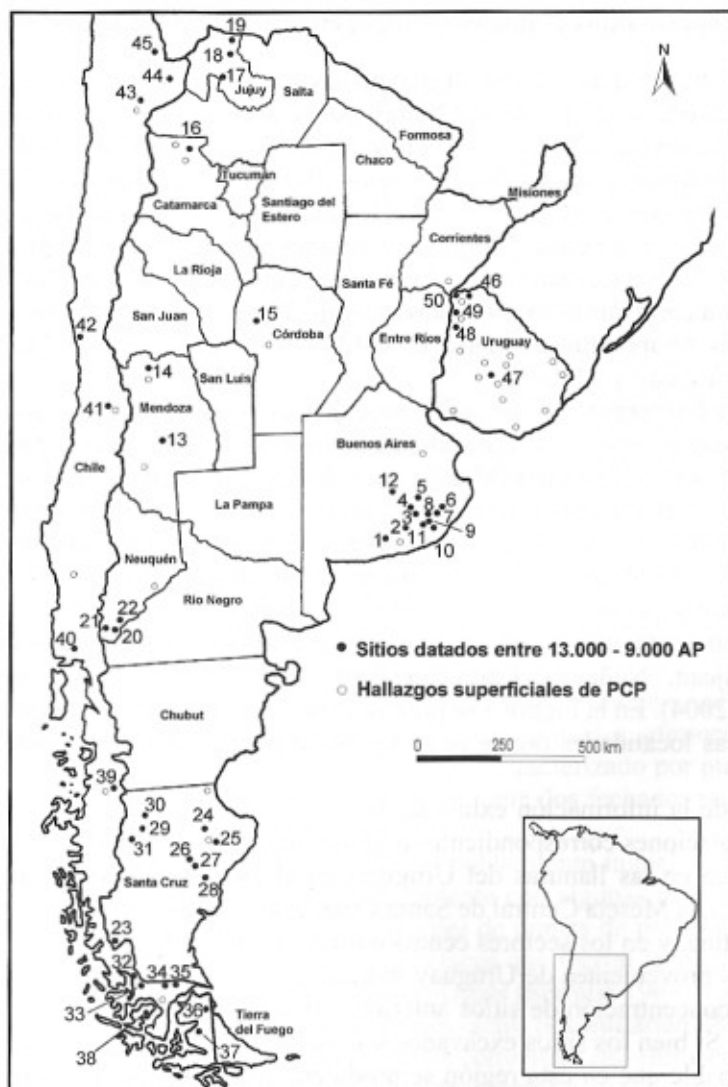 19
45
18
44
17
Jujuy
Salta
N
43
Formosa
16
Chaco
Tucumán
Misiones
Catamarca
Santiago del
Estero
Corrientes
La Rioja
Santa Fé
46
50
San Juan
15
49
42
Córdoba
Entre Ríos
48
Uruguay
14
San Luis
47
41
Mendoza
13
Buenos Aires
Chile
12
5
La Pampa
4
8
6
3
7
2
9
1
11
10
Neuquén
22
21
20
Río Negro
40
Sitios datados entre 13.000 - 9.000 AP
Hallazgos superficiales de PCP
Chubut
0
250
500 km
39
30
24
29
25
31
26
27
Santa Cruz
28
23
32
34
35
33
36
Tierra
del Fuego
37
38